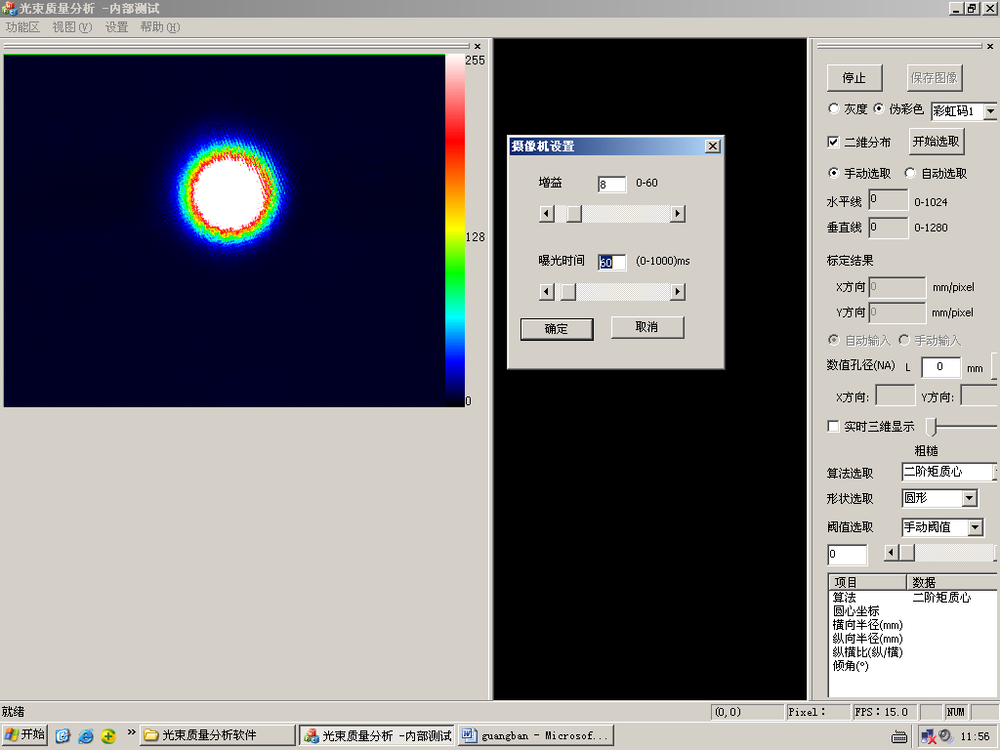 光束质量分析 -内部测试
功能区 视图(V) 设置 帮助(H)
255
128
0
摄像机设置
增益 8 0-60
曝光时间 60 (0-1000)ms
确定 取消
停止 保存图像
灰度 伪彩色 彩虹码1
二维分布 开始选取
手动选取 自动选取
水平线 0 0-1024
垂直线 0 0-1280
标定结果
X方向 0 mm/pixel
Y方向 0 mm/pixel
自动输入 手动输入
数值孔径(NA) L 0 mm
X方向: Y方向:
实时三维显示
粗糙
算法选取 二阶矩质心
形状选取 圆形
阈值选取 手动阈值
0
项目 数据
算法 二阶矩质心
圆心坐标
横向半径(mm)
纵向半径(mm)
纵横比(纵/横)
倾角(°)
就绪 (0,0) Pixel: FPS:15.0 NUM
开始 » 光束质量分析软件 光束质量分析 -内部测试 guangban - Microsof... 11:56